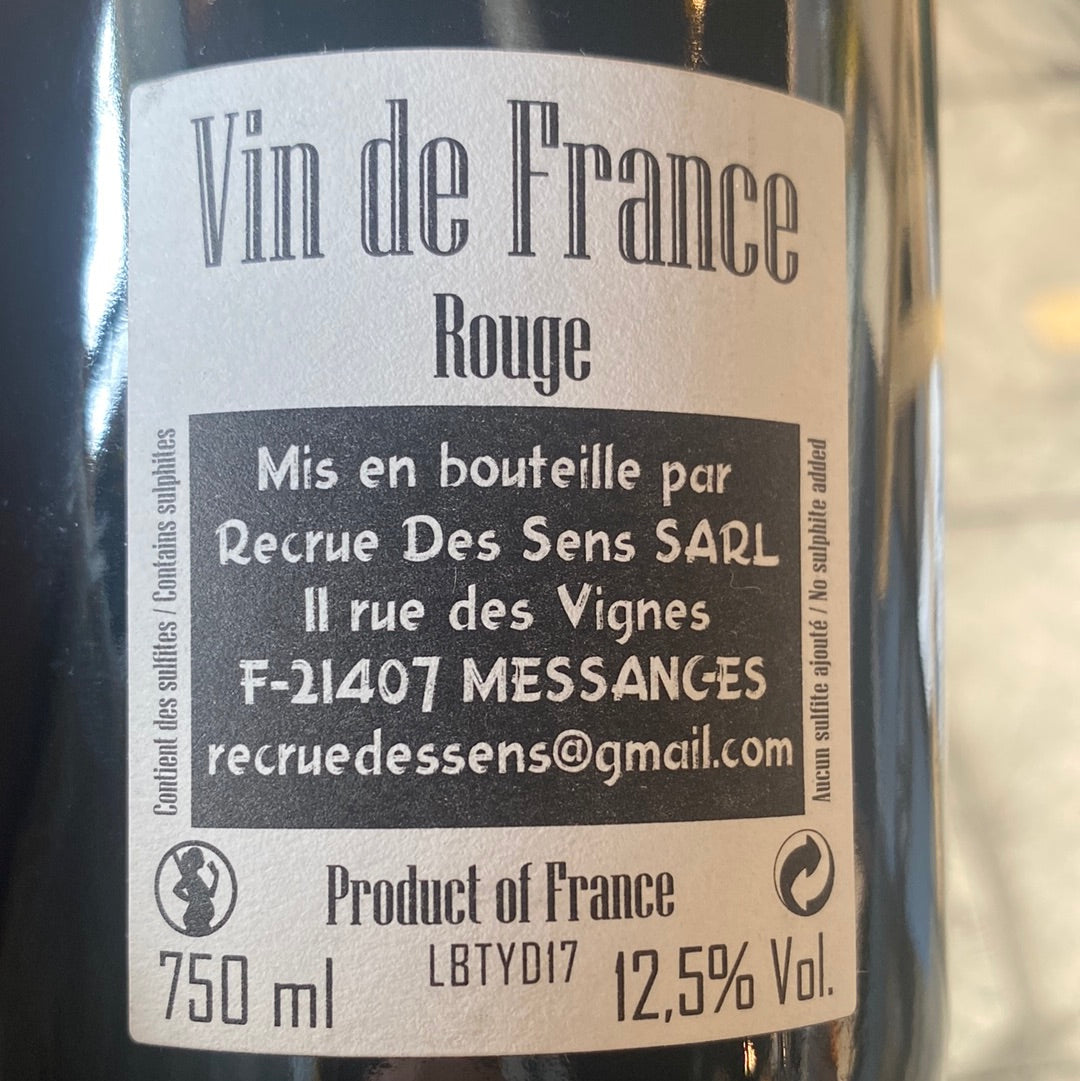 Vin de France
Rouge
Contient des sulfites / Contains sulphites
Mis en bouteille par
Recrue Des Sens SARL
11 rue des Vignes
F-21407 MESSANGES
recruedessens@gmail.com
Aucun sulfite ajouté / No sulphite added
Product of France
750 ml
LBTYD17
12,5% Vol.